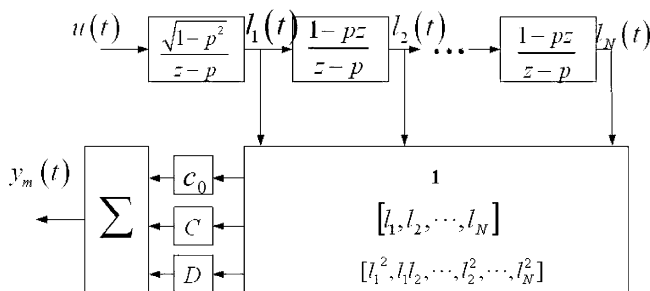 u(t)
√(1-p²)/(z-p)
l₁(t)
(1-pz)/(z-p)
l₂(t)
⋯
(1-pz)/(z-p)
l_N(t)
y_m(t)
∑
c₀
C
D
1
[l₁, l₂, ⋯, l_N]
[l₁², l₁l₂, ⋯, l₂², ⋯, l_N²]